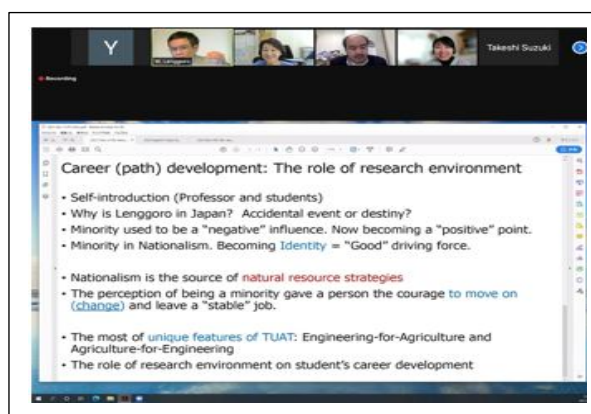 Y
W. Lenggoro
Takeshi Suzuki
Recording
Career (path) development: The role of research environment
• Self-introduction (Professor and students)
• Why is Lenggoro in Japan? Accidental event or destiny?
• Minority used to be a “negative” influence. Now becoming a “positive” point.
• Minority in Nationalism. Becoming Identity = “Good” driving force.
• Nationalism is the source of natural resource strategies
• The perception of being a minority gave a person the courage to move on
(change) and leave a “stable” job.
• The most of unique features of TUAT: Engineering-for-Agriculture and
Agriculture-for-Engineering
• The role of research environment on student’s career development